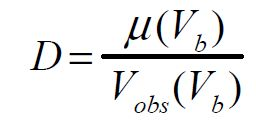 D = μ(V_b) / V_obs(V_b)